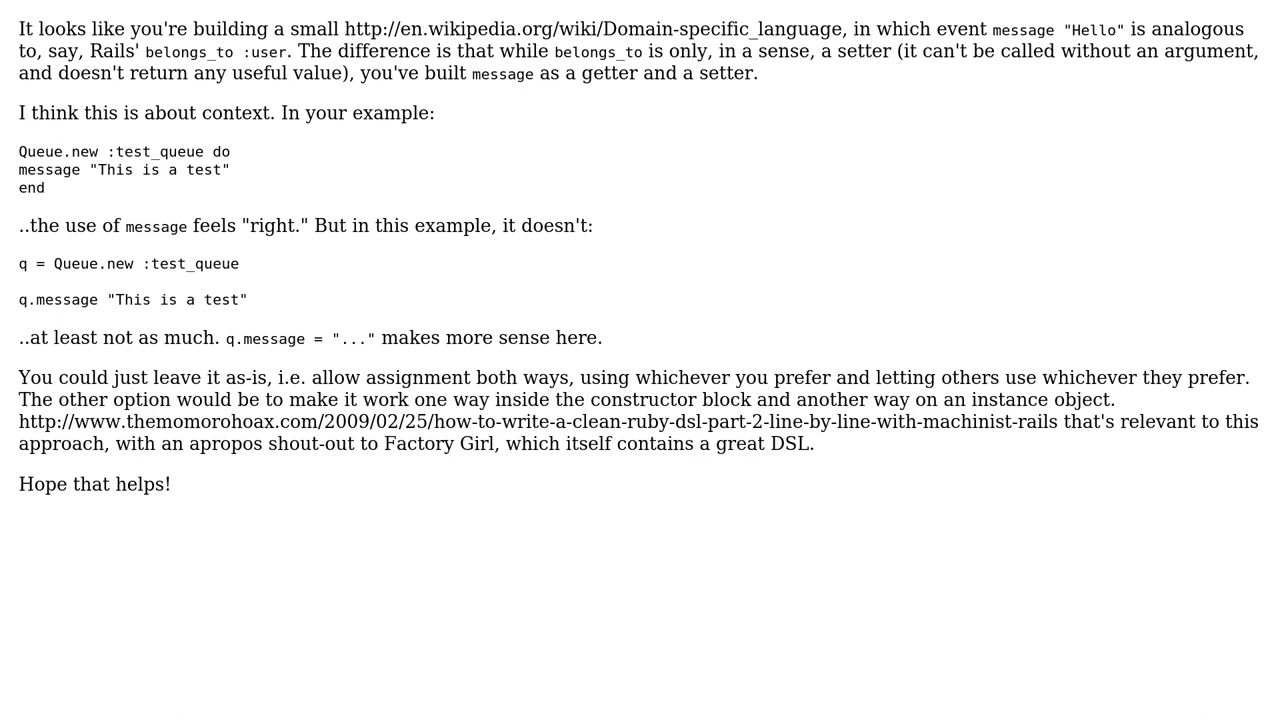 It looks like you're building a small http://en.wikipedia.org/wiki/Domain-specific_language, in which event message "Hello" is analogous
to, say, Rails' belongs_to :user. The difference is that while belongs_to is only, in a sense, a setter (it can't be called without an argument,
and doesn't return any useful value), you've built message as a getter and a setter.
I think this is about context. In your example:
Queue.new :test_queue do
message "This is a test"
end
..the use of message feels "right." But in this example, it doesn't:
q = Queue.new :test_queue
q.message "This is a test"
..at least not as much. q.message = "..." makes more sense here.
You could just leave it as-is, i.e. allow assignment both ways, using whichever you prefer and letting others use whichever they prefer.
The other option would be to make it work one way inside the constructor block and another way on an instance object.
http://www.themomorohoax.com/2009/02/25/how-to-write-a-clean-ruby-dsl-part-2-line-by-line-with-machinist-rails that's relevant to this
approach, with an apropos shout-out to Factory Girl, which itself contains a great DSL.
Hope that helps!